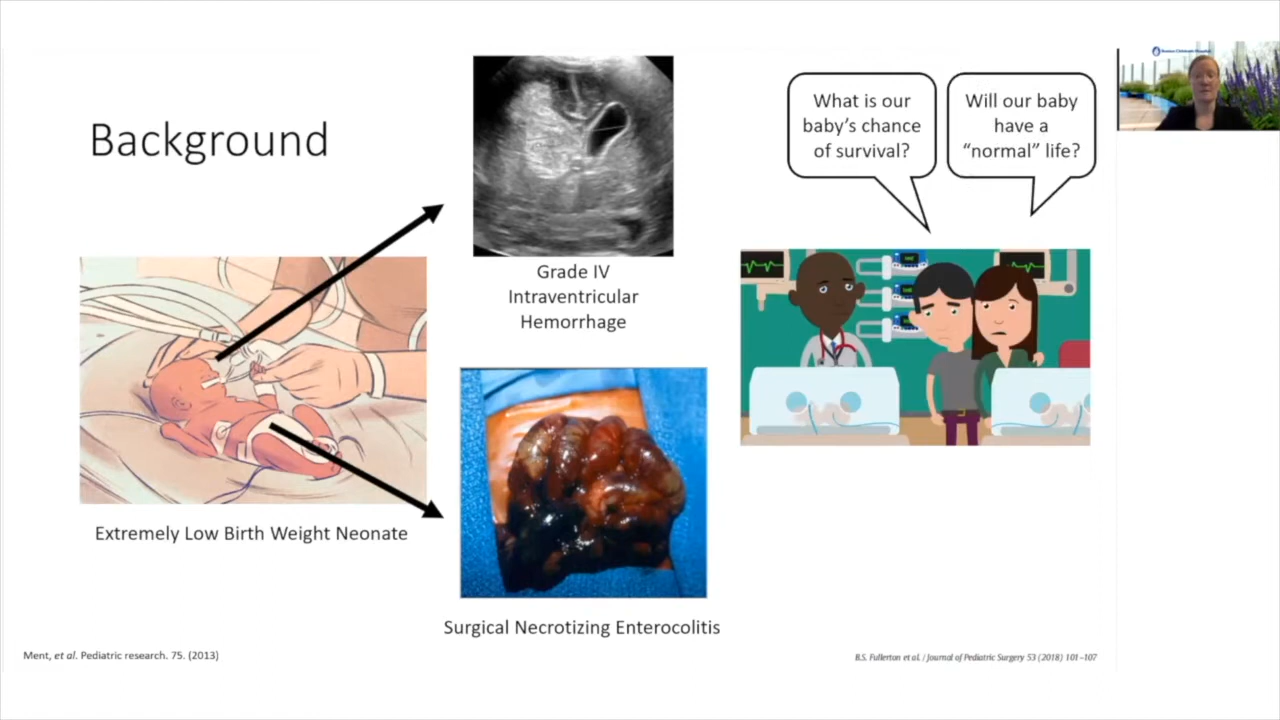 Background
Grade IV
Intraventricular
Hemorrhage
What is our
baby's chance
of survival?
Will our baby
have a
“normal” life?
Extremely Low Birth Weight Neonate
Surgical Necrotizing Enterocolitis
Ment, et al. Pediatric research. 75. (2013)
B.S. Fullerton et al. / Journal of Pediatric Surgery 53 (2018) 101–107